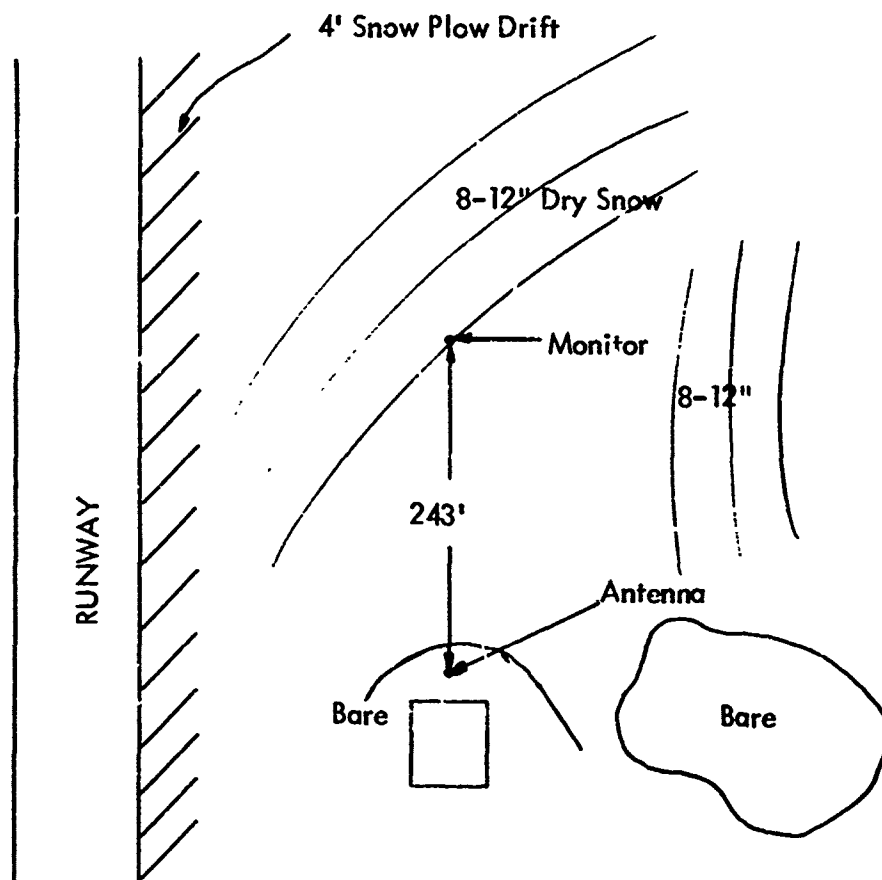 4' Snow Plow Drift
8-12" Dry Snow
Monitor
8-12"
243'
RUNWAY
Antenna
Bare
Bare